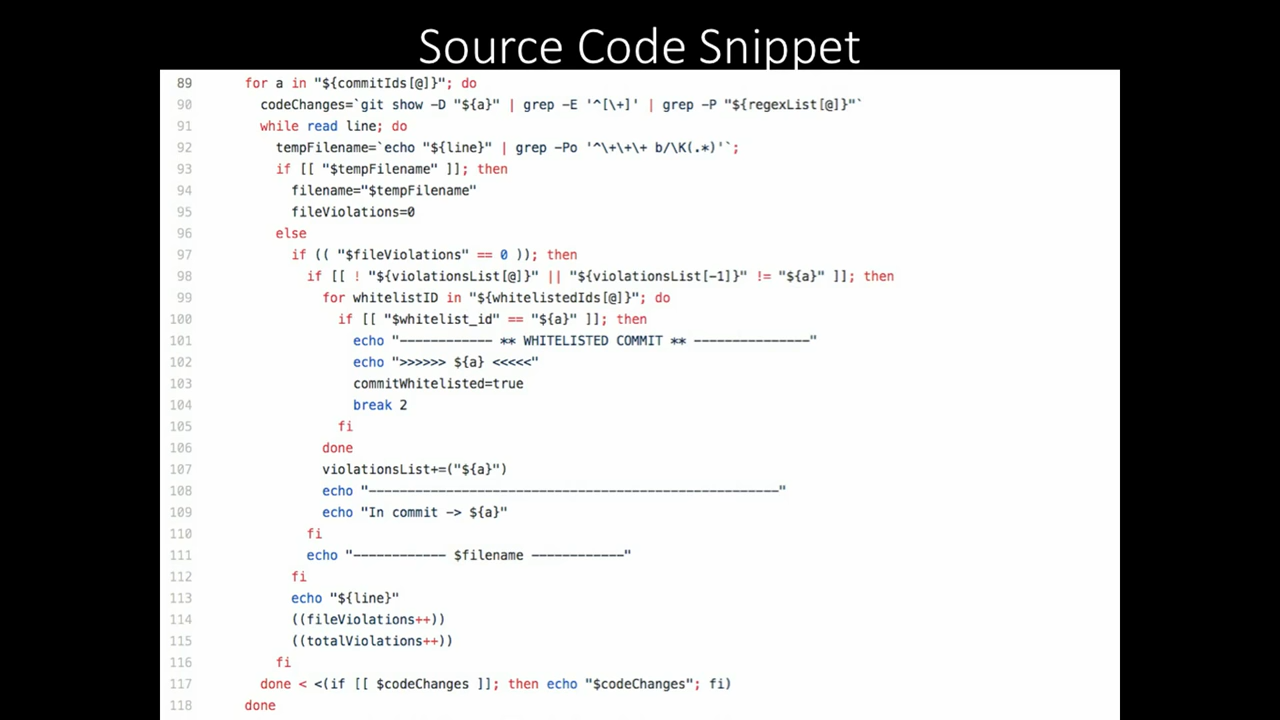 Source Code Snippet
89 for a in "${commitIds[@]}"; do
90 codeChanges=`git show -D "${a}" | grep -E '^[\+]' | grep -P "${regexList[@]}"`
91 while read line; do
92 tempFilename=`echo "${line}" | grep -Po '^\+\+\+ b/\K(.*)'`;
93 if [[ "$tempFilename" ]]; then
94 filename="$tempFilename"
95 fileViolations=0
96 else
97 if (( "$fileViolations" == 0 )); then
98 if [[ ! "${violationsList[@]}" || "${violationsList[-1]}" != "${a}" ]]; then
99 for whitelistID in "${whitelistedIds[@]}"; do
100 if [[ "$whitelist_id" == "${a}" ]]; then
101 echo "------------ ** WHITELISTED COMMIT ** ---------------"
102 echo ">>>>>> ${a} <<<<<"
103 commitWhitelisted=true
104 break 2
105 fi
106 done
107 violationsList+=("${a}")
108 echo "-----------------------------------------------------"
109 echo "In commit -> ${a}"
110 fi
111 echo "------------ $filename ------------"
112 fi
113 echo "${line}"
114 ((fileViolations++))
115 ((totalViolations++))
116 fi
117 done < <(if [[ $codeChanges ]]; then echo "$codeChanges"; fi)
118 done